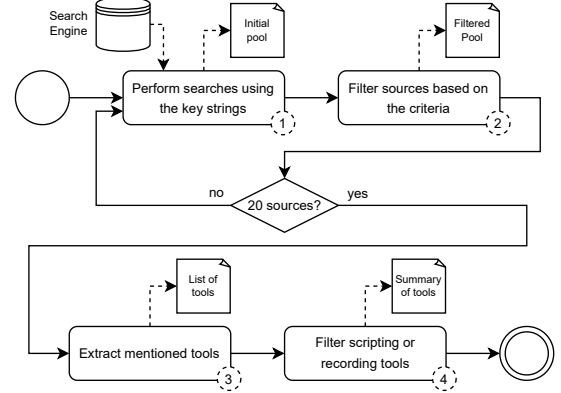 Search
Engine
Initial
pool
Filtered
Pool
Perform searches using
the key strings
1
Filter sources based on
the criteria
2
no
20 sources?
yes
List of
tools
Summary
of tools
Extract mentioned tools
3
Filter scripting or
recording tools
4